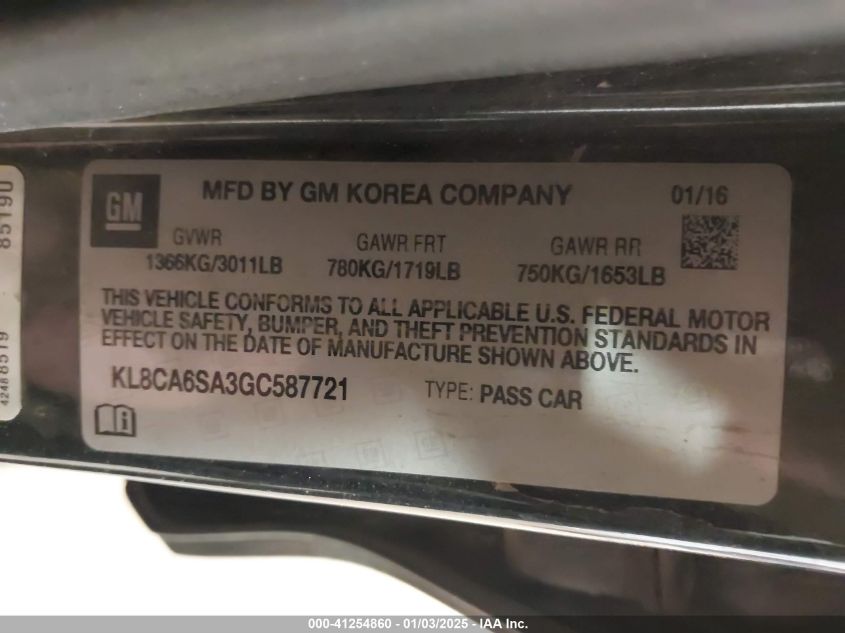 GM
MFD BY GM KOREA COMPANY
01/16
GVWR GAWR FRT GAWR RR
1366KG/3011LB 780KG/1719LB 750KG/1653LB
THIS VEHICLE CONFORMS TO ALL APPLICABLE U.S. FEDERAL MOTOR
VEHICLE SAFETY, BUMPER, AND THEFT PREVENTION STANDARDS IN
EFFECT ON THE DATE OF MANUFACTURE SHOWN ABOVE.
KL8CA6SA3GC587721 TYPE: PASS CAR
85190
42488519
000-41254860 - 01/03/2025 - IAA Inc.